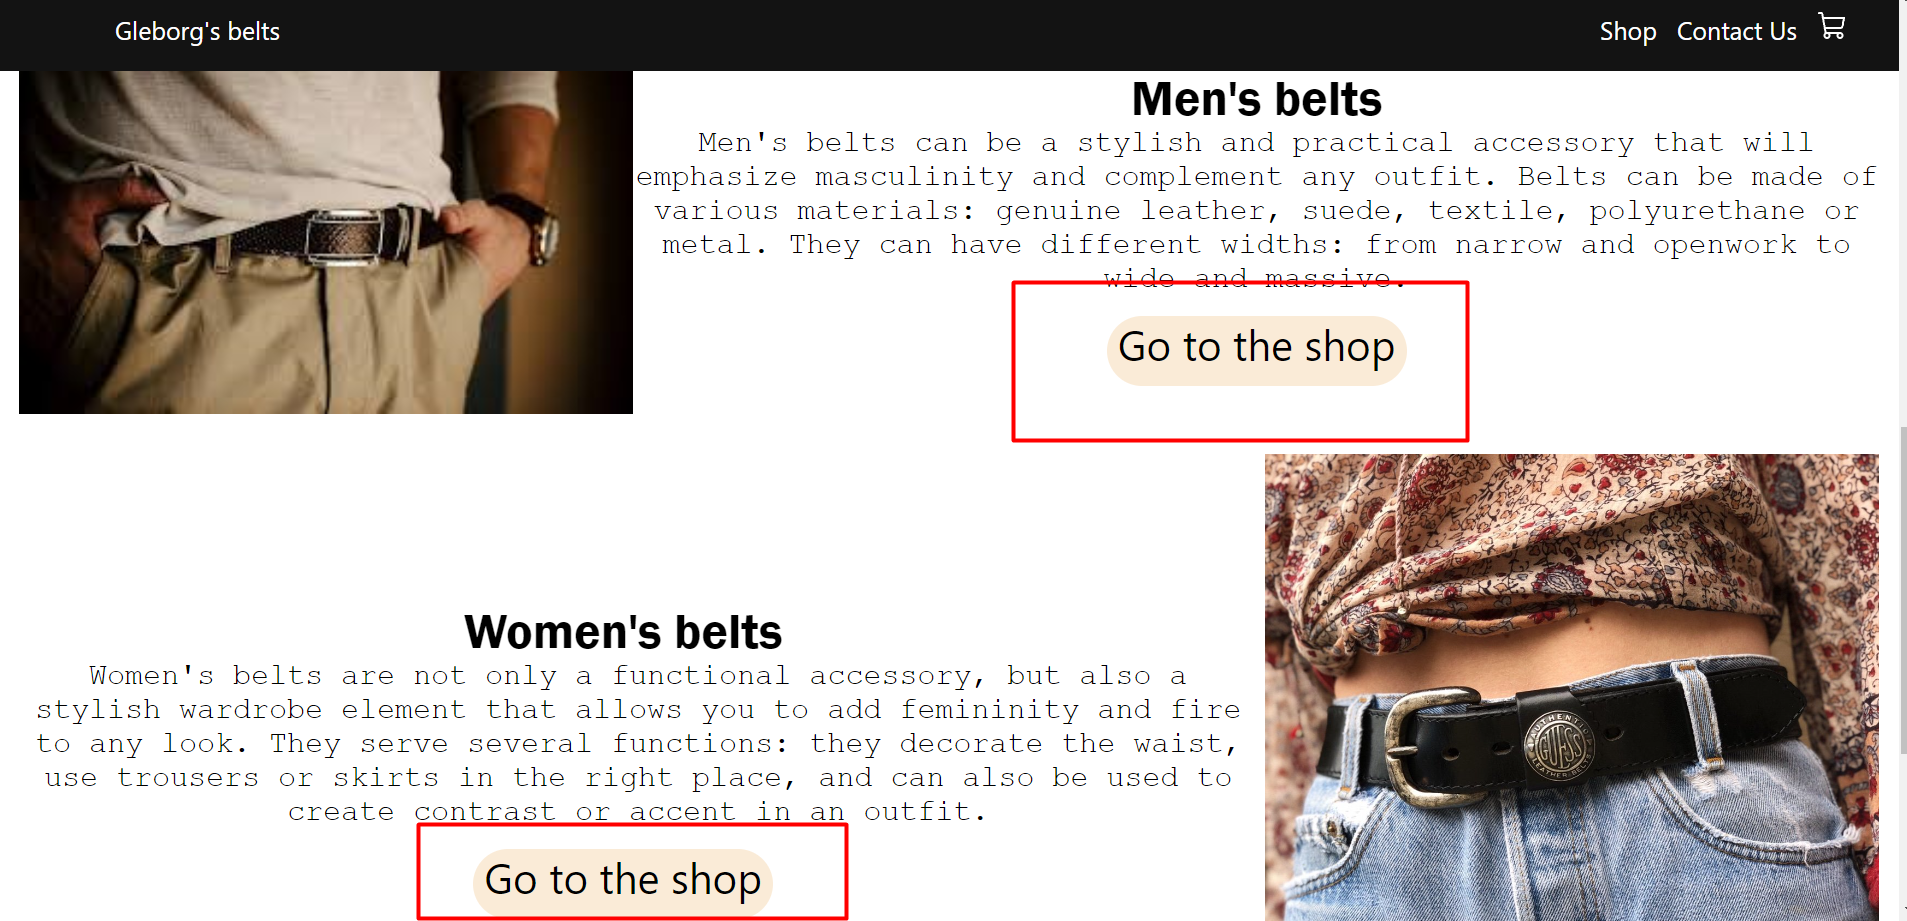 Gleborg's belts
Shop Contact Us
Men's belts
Men's belts can be a stylish and practical accessory that will
emphasize masculinity and complement any outfit. Belts can be made of
various materials: genuine leather, suede, textile, polyurethane or
metal. They can have different widths: from narrow and openwork to
wide and massive.
Go to the shop
Women's belts
Women's belts are not only a functional accessory, but also a
stylish wardrobe element that allows you to add femininity and fire
to any look. They serve several functions: they decorate the waist,
use trousers or skirts in the right place, and can also be used to
create contrast or accent in an outfit.
Go to the shop
AUTHENTIC
GUESS
LEATHER·BELTS